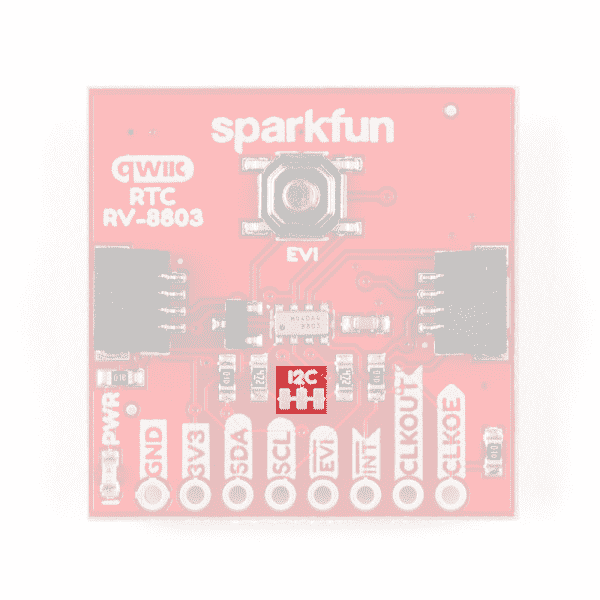 sparkfun
qwiic
RTC
RV-8803
EVI
I2C
PWR
GND
3V3
SDA
SCL
EVI
INT
CLKOUT
CLKOE